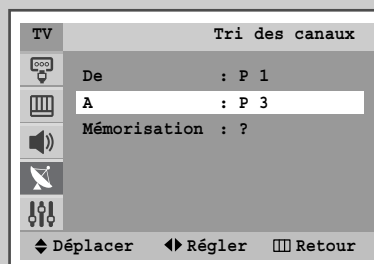 TV Tri des canaux
De : P 1
A : P 3
Mémorisation : ?
Déplacer Régler Retour